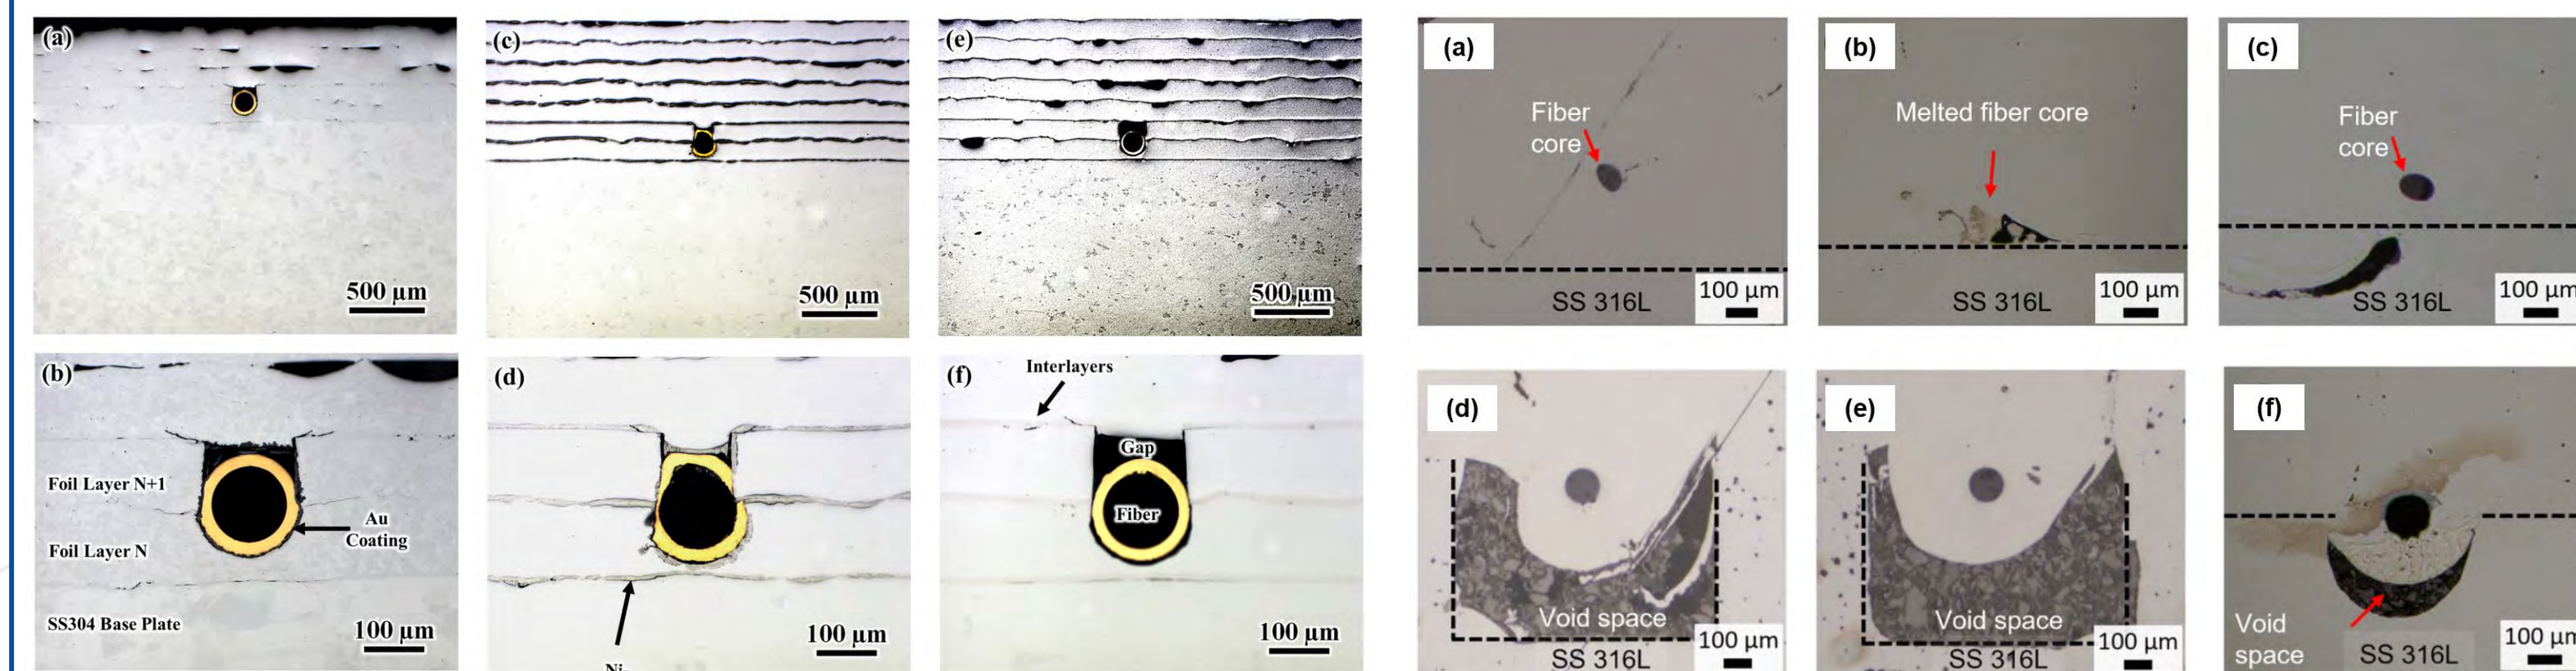 (a)
500 µm
(c)
500 µm
(e)
500 µm
(b)
Foil Layer N+1
Au
Coating
Foil Layer N
SS304 Base Plate
100 µm
(d)
100 µm
(f)
Interlayers
Gap
Fiber
100 µm
(a)
Fiber
core
SS 316L
100 µm
(b)
Melted fiber core
SS 316L
100 µm
(c)
Fiber
core
SS 316L
100 µm
(d)
Void space
SS 316L
100 µm
(e)
Void space
SS 316L
100 µm
(f)
Void
space
SS 316L
100 µm